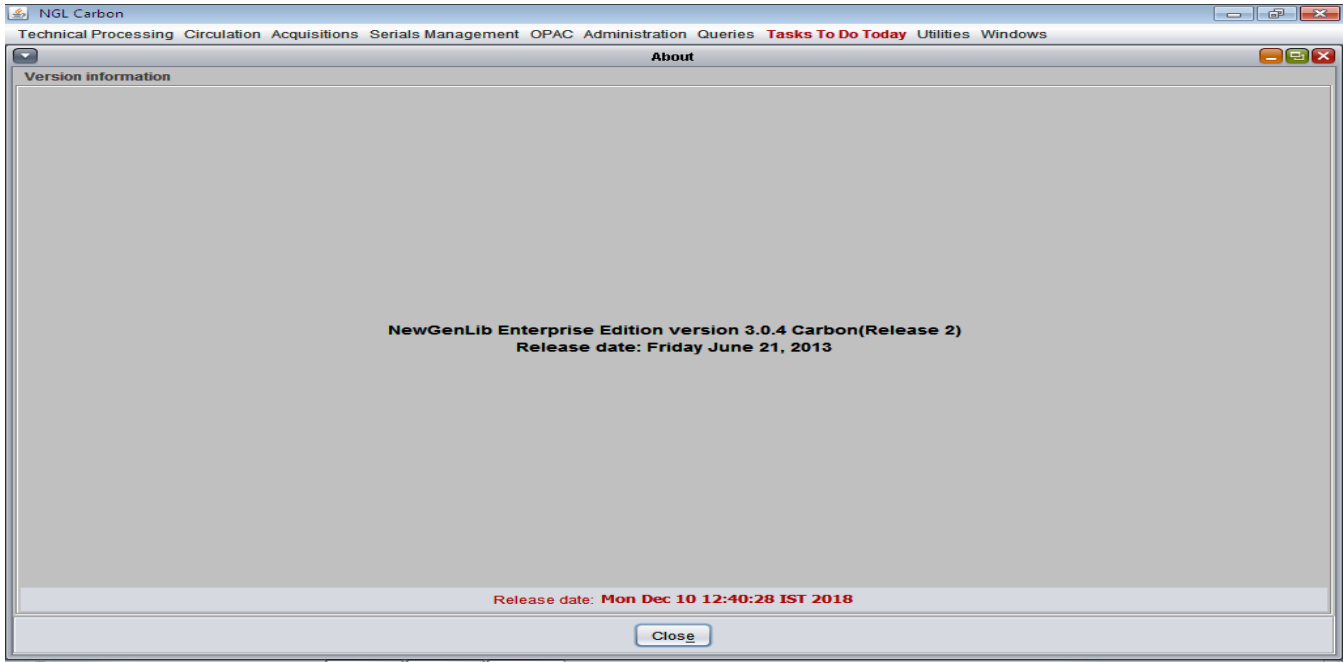 NGL Carbon
Technical Processing Circulation Acquisitions Serials Management OPAC Administration Queries Tasks To Do Today Utilities Windows
About
Version information
NewGenLib Enterprise Edition version 3.0.4 Carbon(Release 2)
Release date: Friday June 21, 2013
Release date: Mon Dec 10 12:40:28 IST 2018
Close